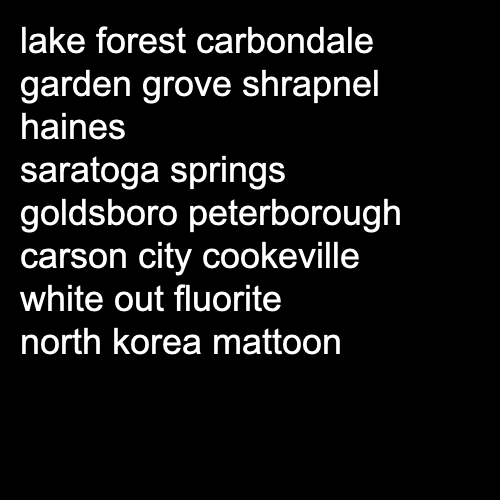 lake forest carbondale
garden grove shrapnel
haines
saratoga springs
goldsboro peterborough
carson city cookeville
white out fluorite
north korea mattoon